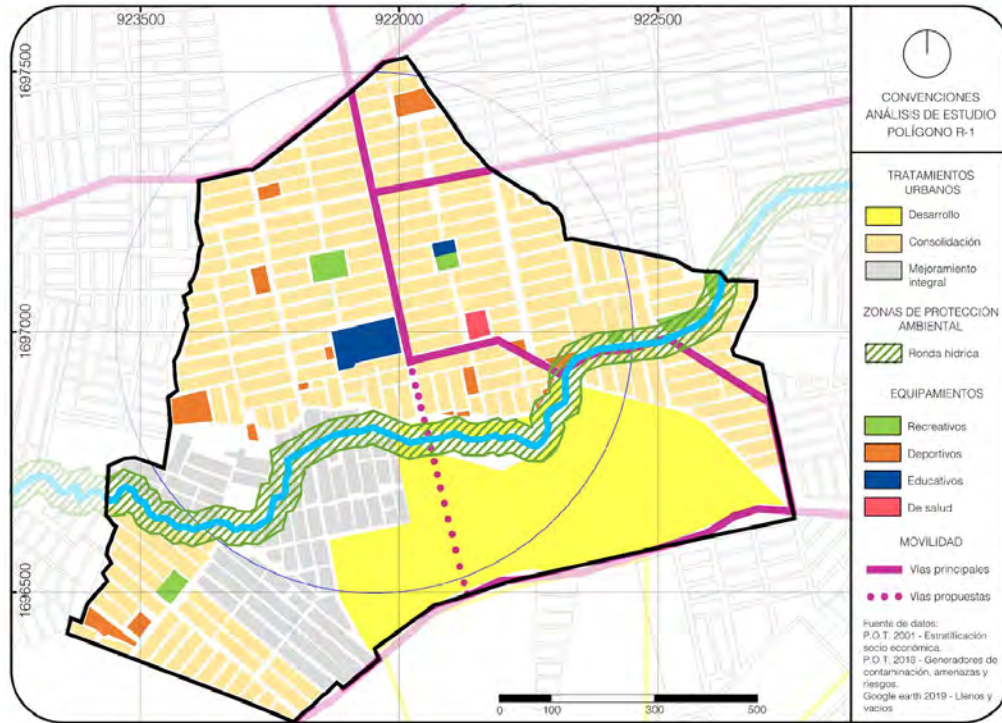 923500
922000
922500
1697500
1697000
1696500
CONVENCIONES
ANÁLISIS DE ESTUDIO
POLÍGONO R-1
TRATAMIENTOS
URBANOS
Desarrollo
Consolidación
Mejoramiento
integral
ZONAS DE PROTECCIÓN
AMBIENTAL
Ronda hídrica
EQUIPAMIENTOS
Recreativos
Deportivos
Educativos
De salud
MOVILIDAD
Vías principales
Vías propuestas
Fuente de datos:
P.O.T. 2001 - Estratificación
socio económica.
P.O.T. 2018 - Generadores de
contaminación, amenazas y
riesgos.
Google earth 2019 - Llenos y
vacíos
0 100 300 500